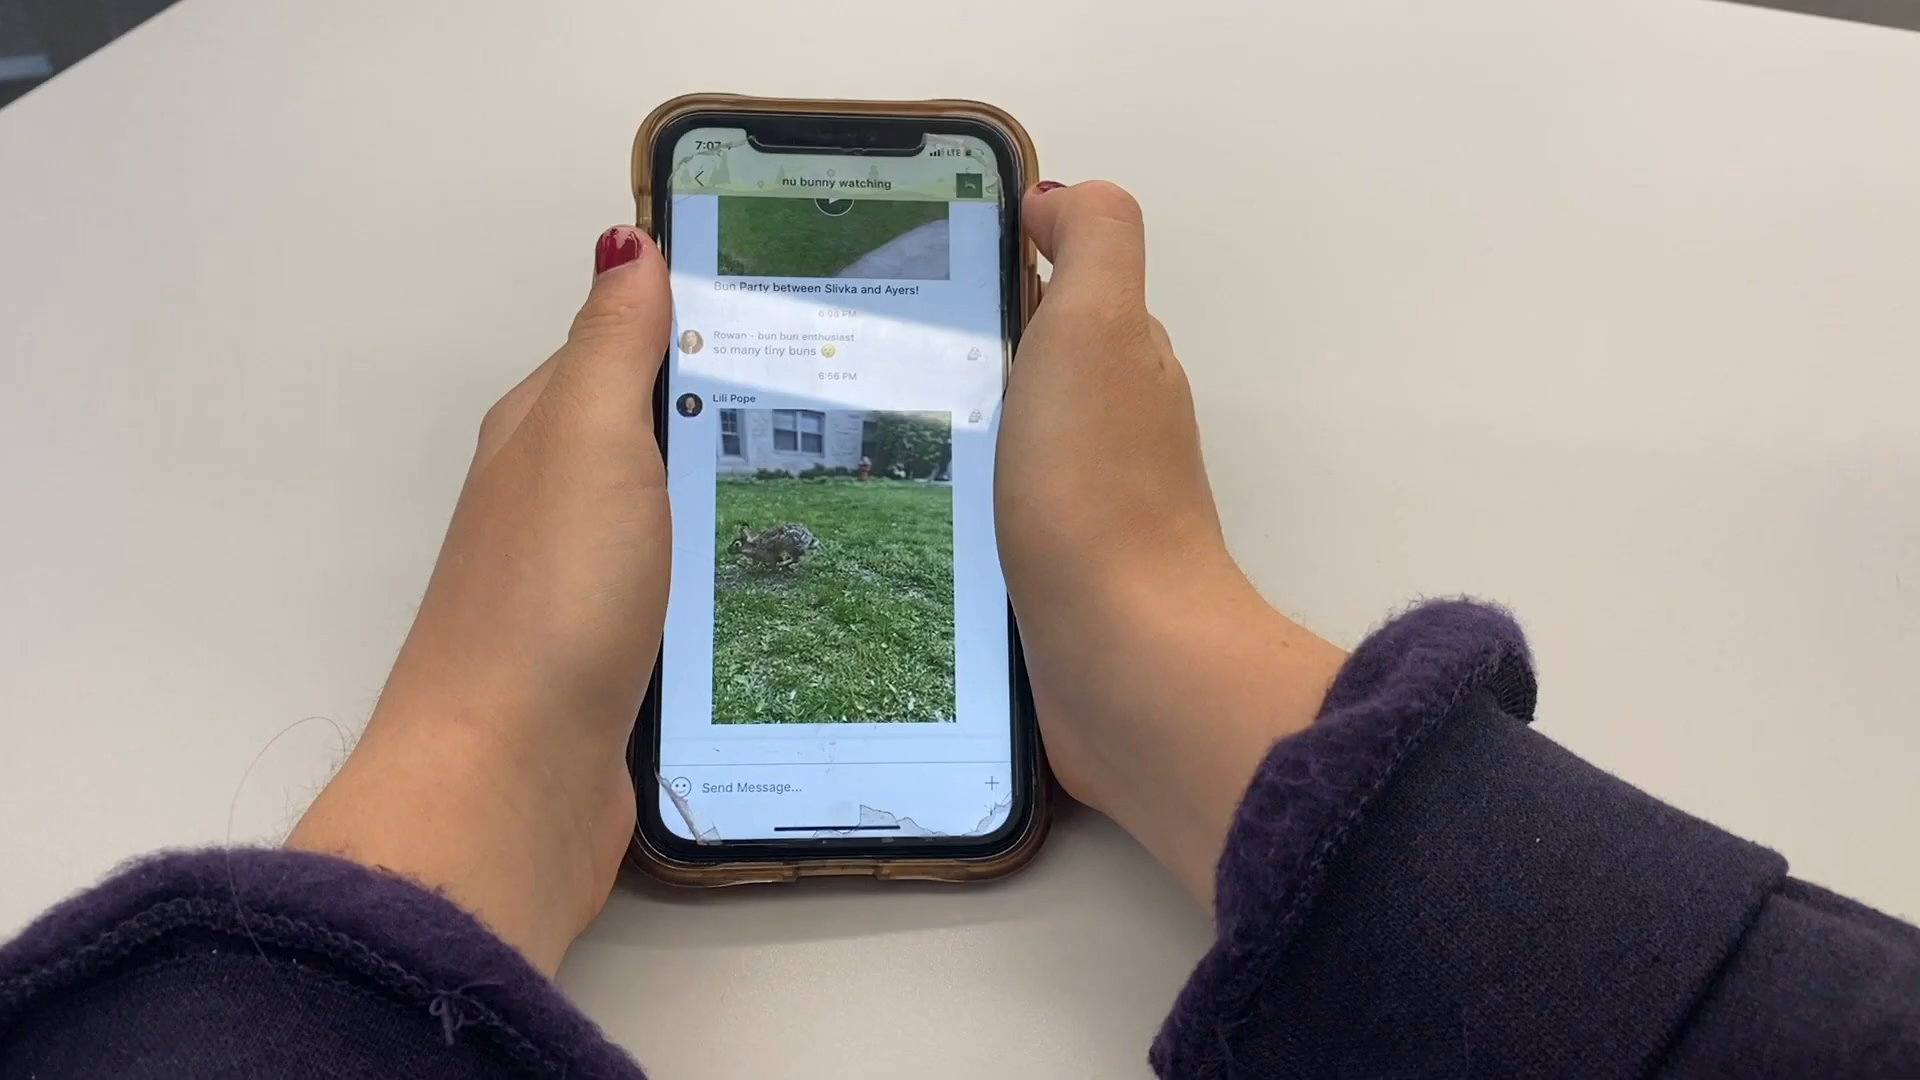 7:07
LTE
nu bunny watching
Bun Party between Slivka and Ayers!
6:08 PM
Rowan - bun bun enthusiast
so many tiny buns 😲
6:56 PM
Lili Pope
Send Message...